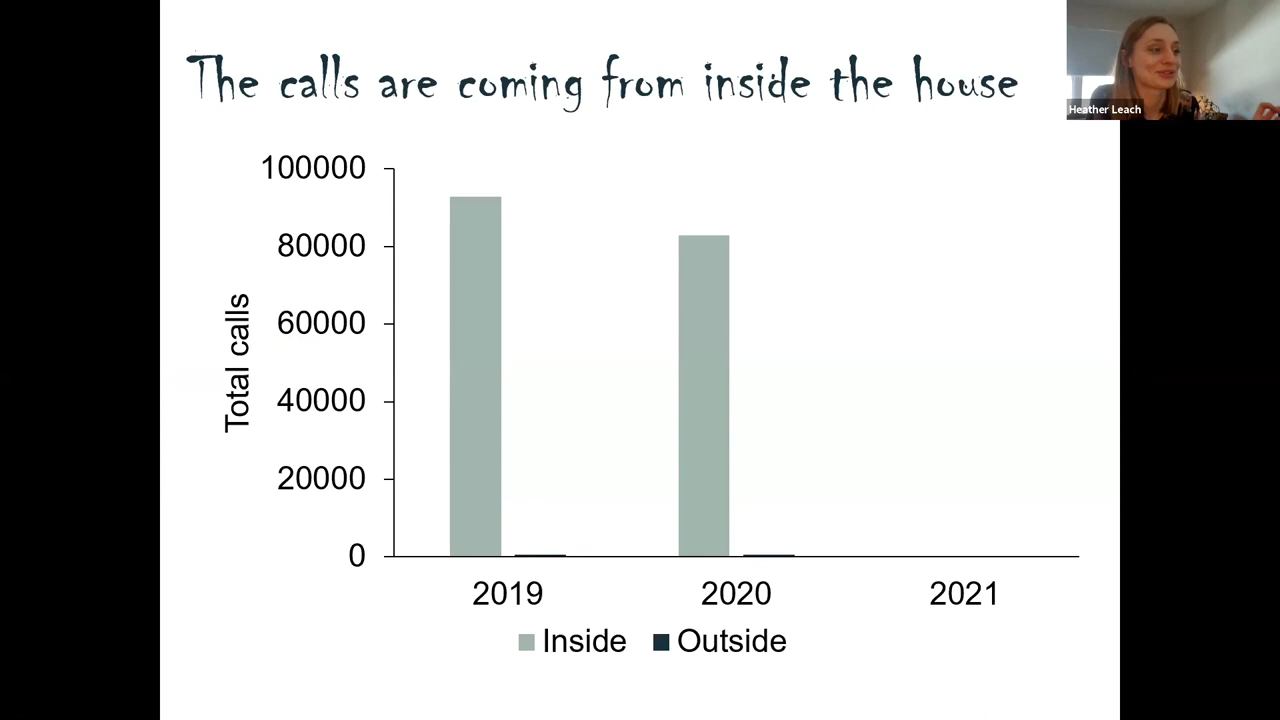 The calls are coming from inside the house
Heather Leach
100000
80000
60000
40000
20000
0
Total calls
2019 2020 2021
Inside Outside